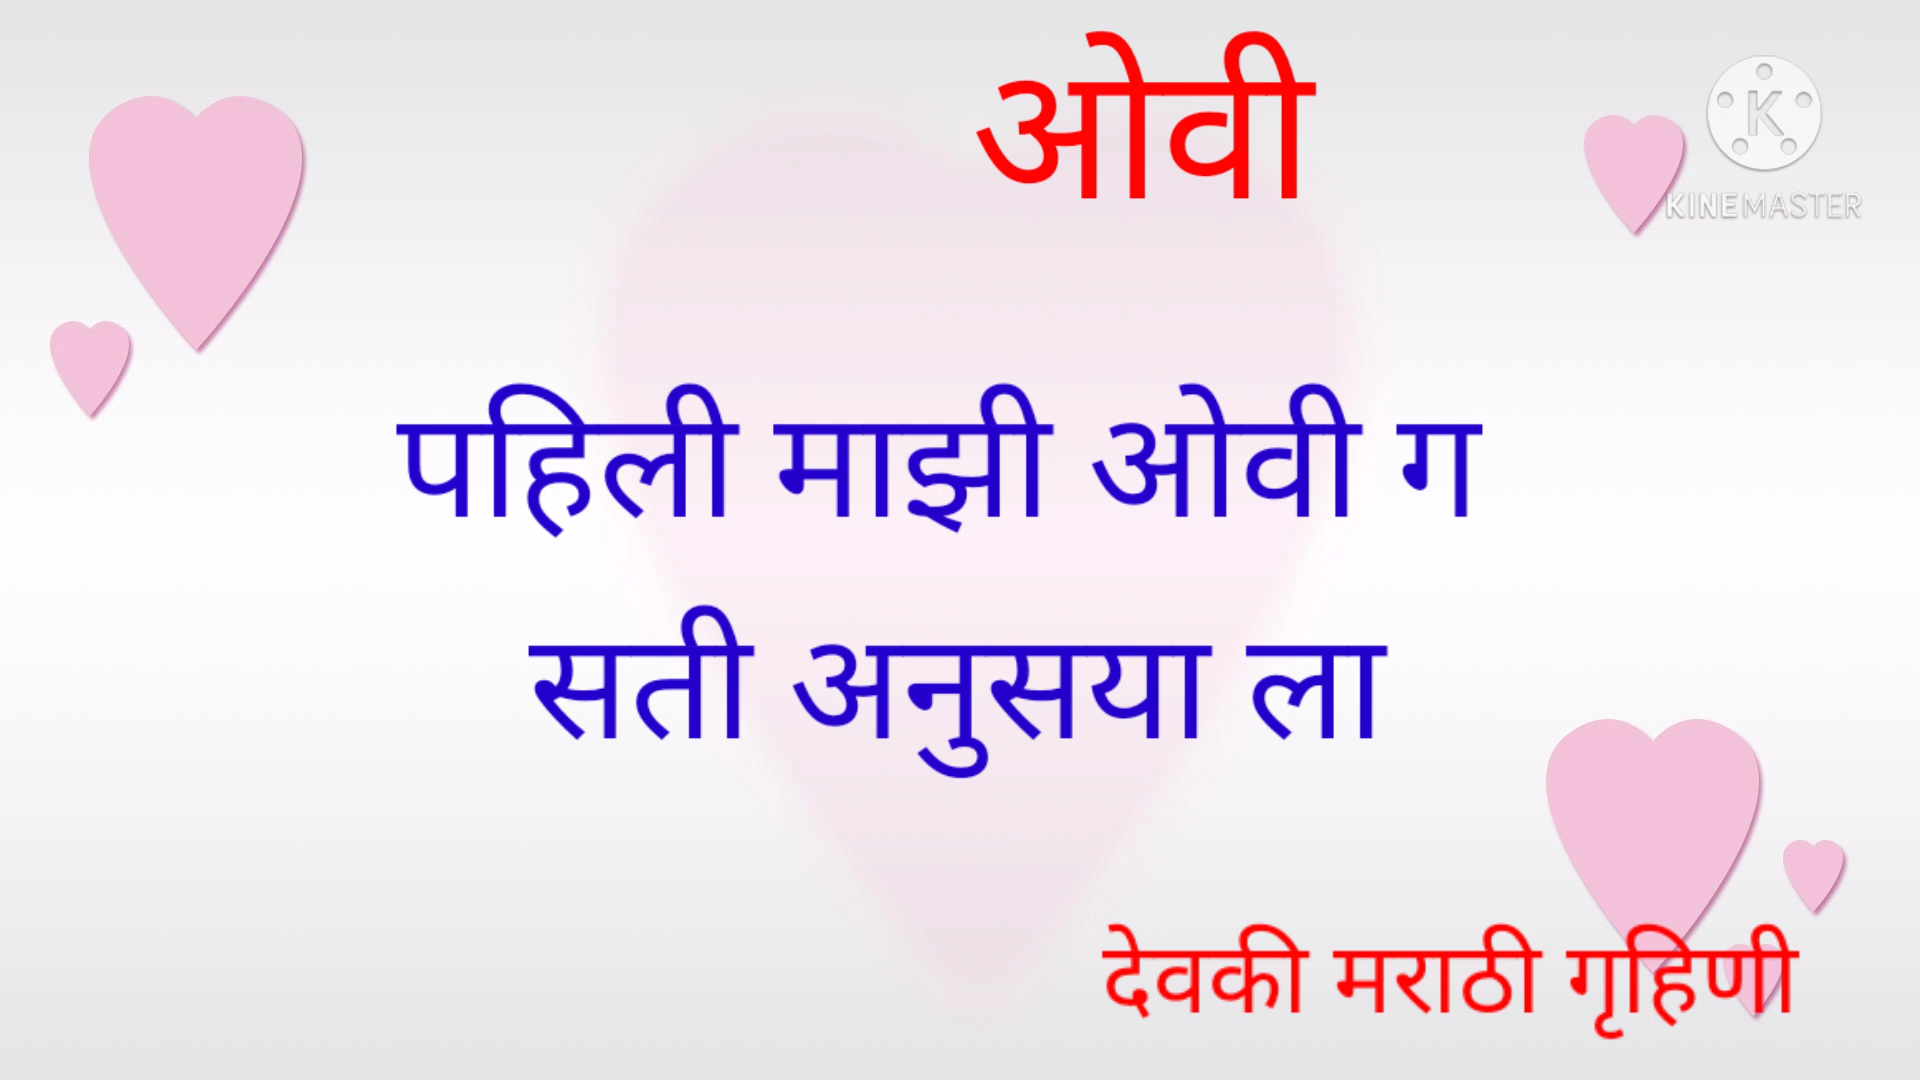 ओवी
KINEMASTER
पहिली माझी ओवी ग
सती अनुसया ला
देवकी मराठी गृहिणी